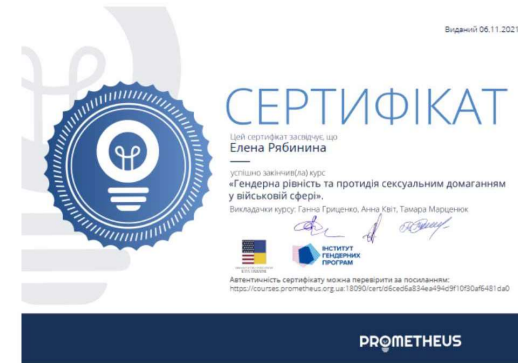 Виданий 06.11.2021
СЕРТИФІКАТ
Цей сертифікат засвідчує, що
Елена Рябинина
успішно закінчив(ла) курс
«Гендерна рівність та протидія сексуальним домаганням
у військовій сфері».
Викладачки курсу: Ганна Гриценко, Анна Квіт, Тамара Марценюк
ІНСТИТУТ
ГЕНДЕРНИХ
ПРОГРАМ
Автентичність сертифікату можна перевірити за посиланням:
https://courses.prometheus.org.ua:18090/cert/d6ced6a834ea494d9f10f30af6481da0
PROMETHEUS